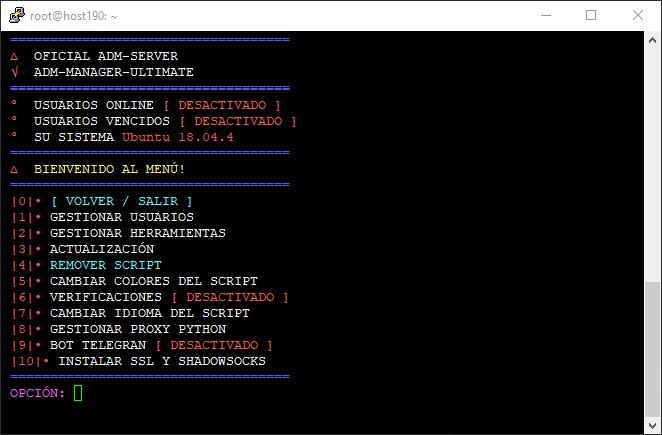 root@host190: ~
====================================
△ OFICIAL ADM-SERVER
√ ADM-MANAGER-ULTIMATE
====================================
° USUARIOS ONLINE [ DESACTIVADO ]
° USUARIOS VENCIDOS [ DESACTIVADO ]
° SU SISTEMA Ubuntu 18.04.4
====================================
△ BIENVENIDO AL MENÚ!
====================================
|0|• [ VOLVER / SALIR ]
|1|• GESTIONAR USUARIOS
|2|• GESTIONAR HERRAMIENTAS
|3|• ACTUALIZACIÓN
|4|• REMOVER SCRIPT
|5|• CAMBIAR COLORES DEL SCRIPT
|6|• VERIFICACIONES [ DESACTIVADO ]
|7|• CAMBIAR IDIOMA DEL SCRIPT
|8|• GESTIONAR PROXY PYTHON
|9|• BOT TELEGRAN [ DESACTIVADO ]
|10|• INSTALAR SSL Y SHADOWSOCKS
====================================
OPCIÓN: